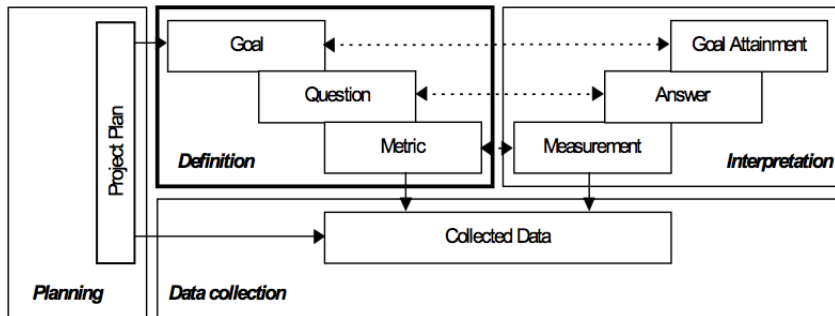 Goal
Goal Attainment
Question
Answer
Project Plan
Metric
Measurement
Definition
Interpretation
Collected Data
Planning
Data collection